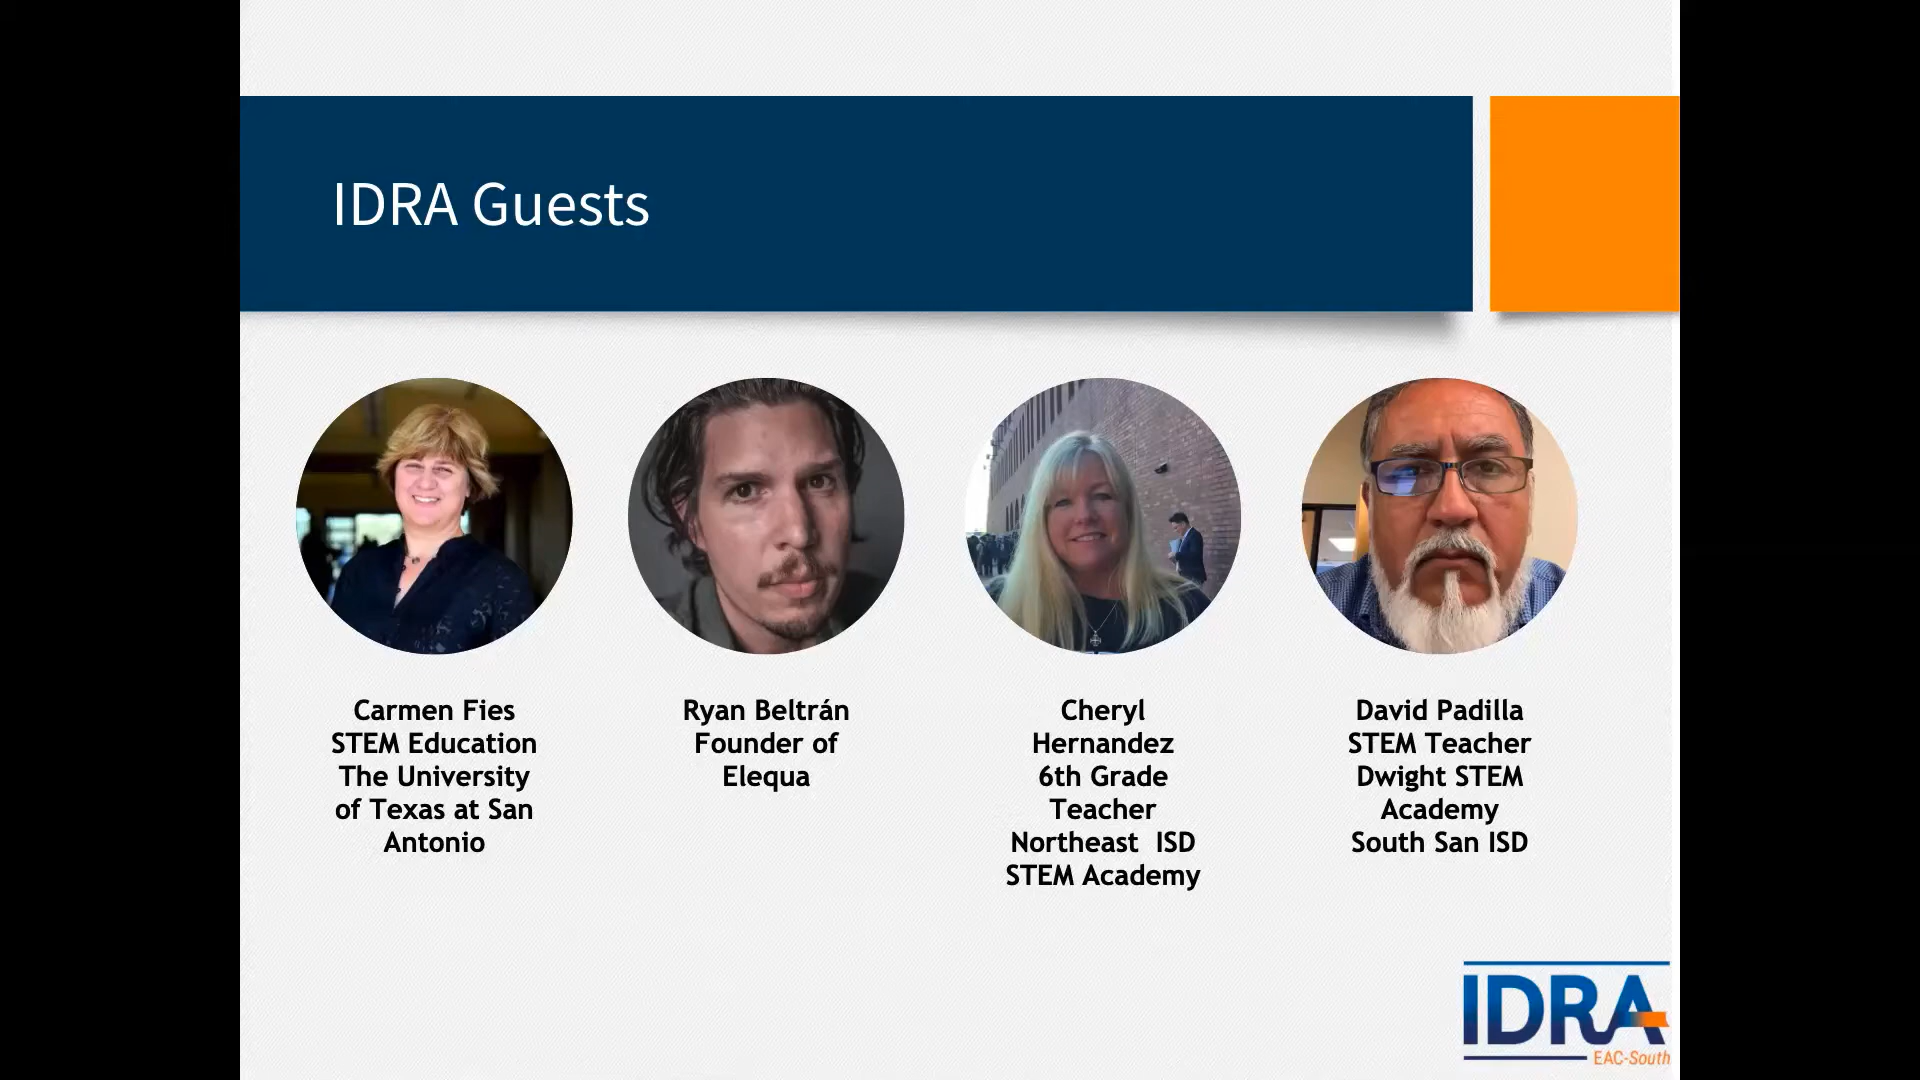 IDRA Guests
Carmen Fies
STEM Education
The University
of Texas at San
Antonio
Ryan Beltrán
Founder of
Elequa
Cheryl
Hernandez
6th Grade
Teacher
Northeast  ISD
STEM Academy
David Padilla
STEM Teacher
Dwight STEM
Academy
South San ISD
IDRA
EAC-South